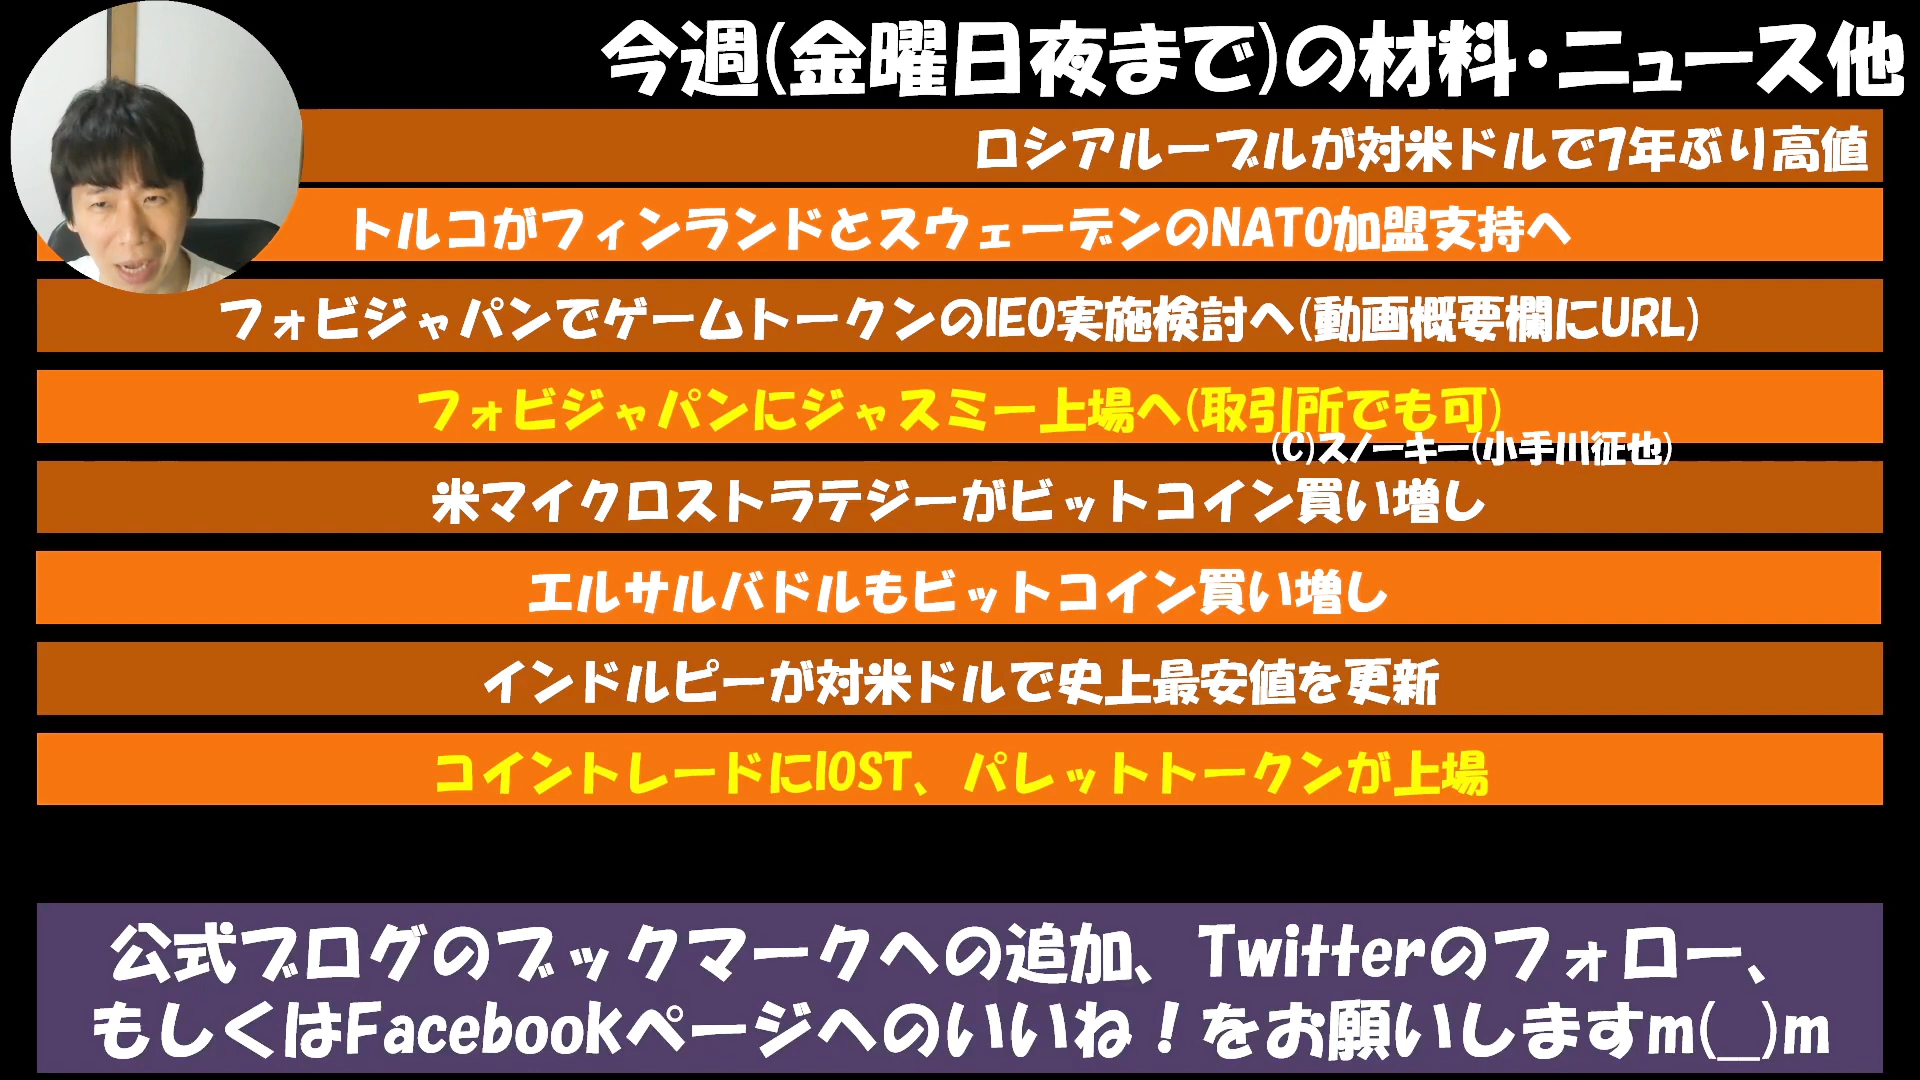 今週(金曜日夜まで)の材料・ニュース他
ロシアルーブルが対米ドルで7年ぶり高値
トルコがフィンランドとスウェーデンのNATO加盟支持へ
フォビジャパンでゲームトークンのIEO実施検討へ(動画概要欄にURL)
フォビジャパンにジャスミー上場へ(取引所でも可)
(C)スノーキー(小手川征也)
米マイクロストラテジーがビットコイン買い増し
エルサルバドルもビットコイン買い増し
インドルピーが対米ドルで史上最安値を更新
コイントレードにIOST、パレットトークンが上場
公式ブログのブックマークへの追加、Twitterのフォロー、
もしくはFacebookページへのいいね！をお願いしますm(__)m